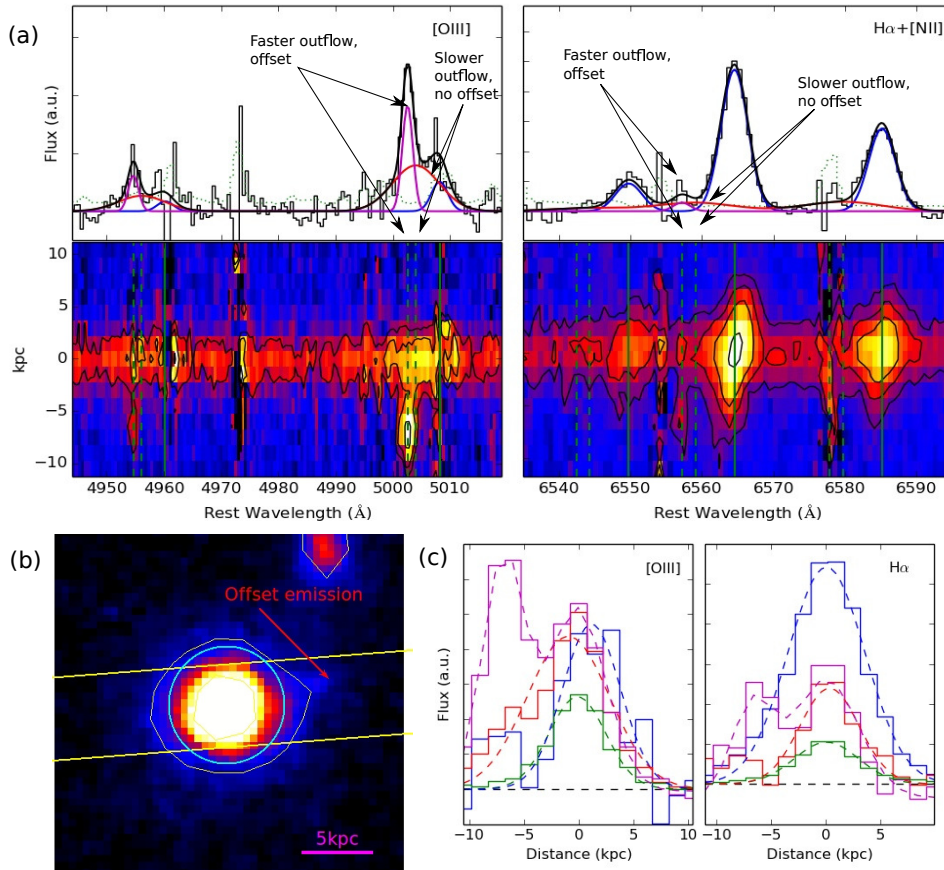 (a)
[OIII]
Faster outflow,
offset
Slower
outflow,
no offset
Flux (a.u.)
Hα+[NII]
Faster outflow,
offset
Slower outflow,
no offset
10
5
0
−5
−10
kpc
4950 4960 4970 4980 4990 5000 5010
Rest Wavelength (Å)
6540 6550 6560 6570 6580 6590
Rest Wavelength (Å)
(b)
Offset emission
5kpc
(c)
[OIII]
Flux (a.u.)
−10 −5 0 5 10
Distance (kpc)
Hα
−10 −5 0 5
Distance (kpc)